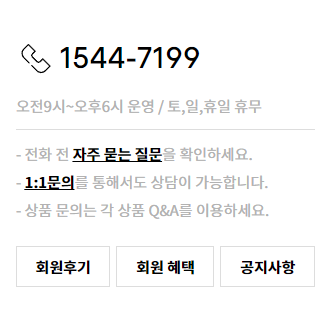 1544-7199
오전9시~오후6시 운영 / 토,일,휴일 휴무
- 전화 전 자주 묻는 질문을 확인하세요.
- 1:1문의를 통해서도 상담이 가능합니다.
- 상품 문의는 각 상품 Q&A를 이용하세요.
회원후기 회원 혜택 공지사항